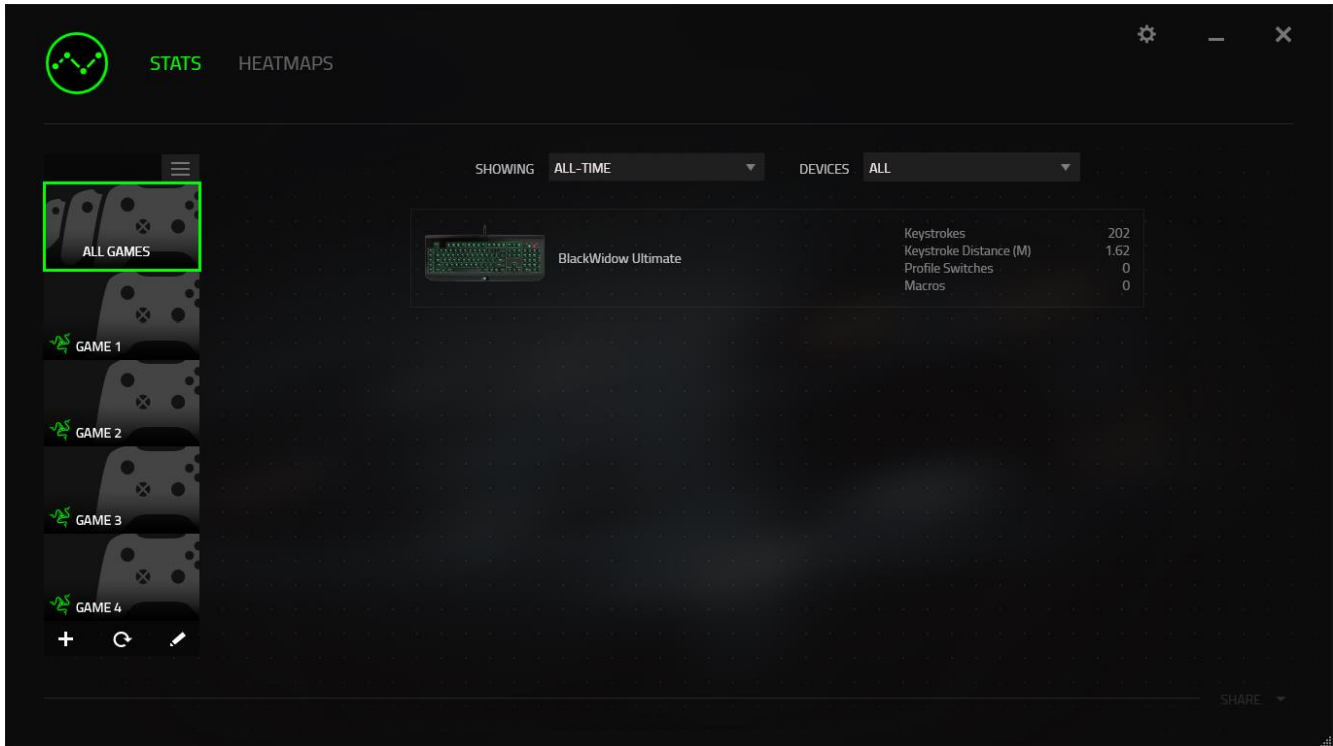 STATS HEATMAPS
SHOWING ALL-TIME DEVICES ALL
ALL GAMES
BlackWidow Ultimate
Keystrokes 202
Keystroke Distance (M) 1.62
Profile Switches 0
Macros 0
GAME 1
GAME 2
GAME 3
GAME 4
SHARE